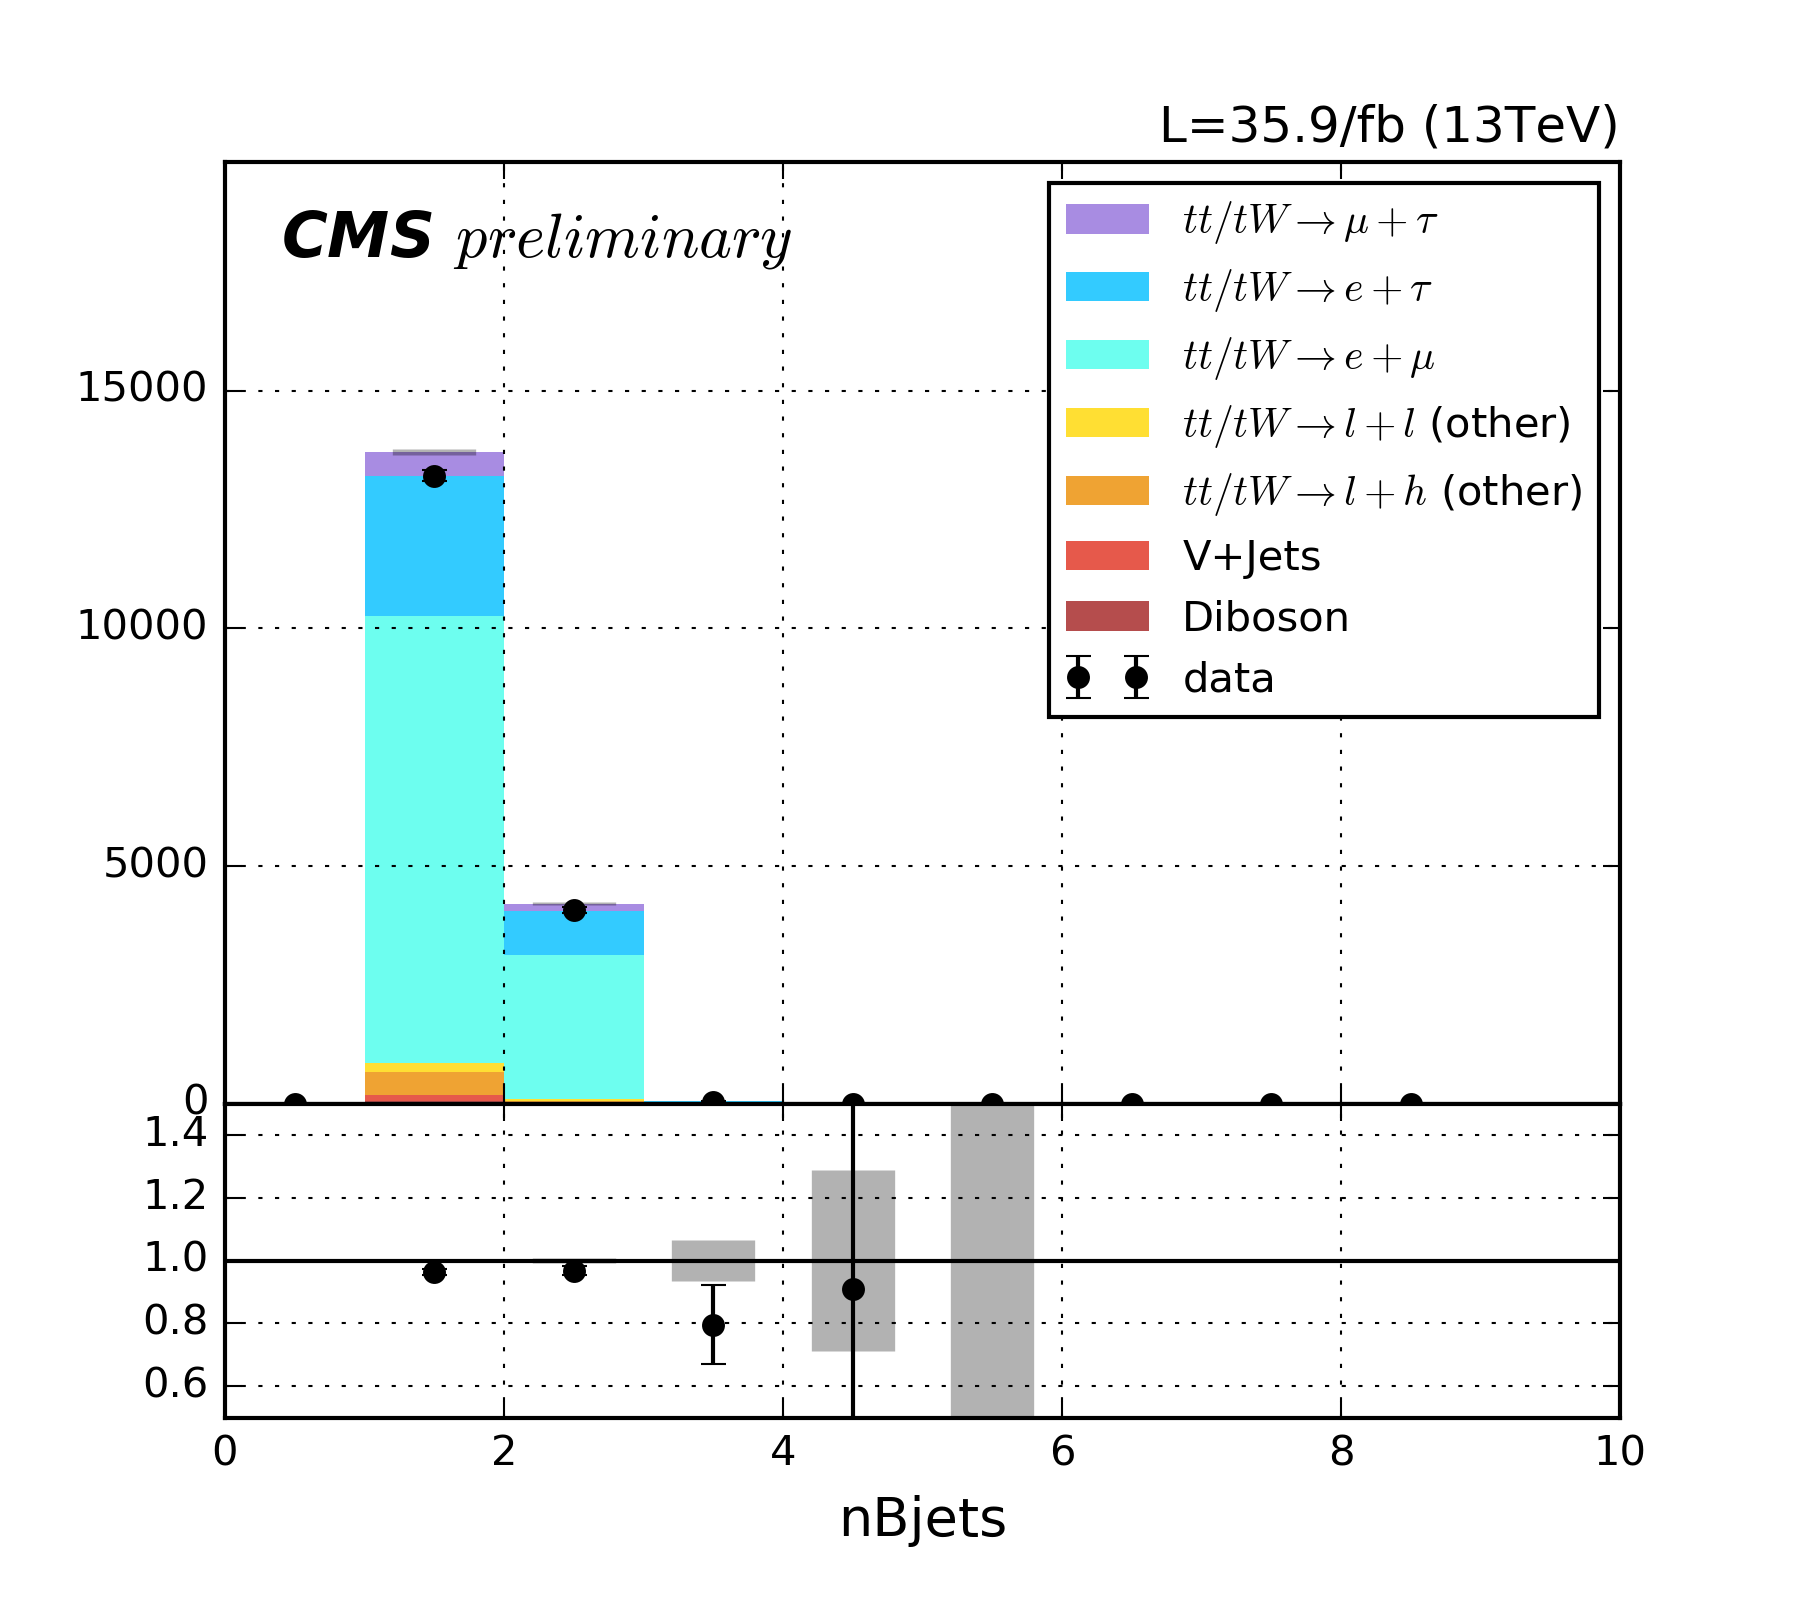 L=35.9/fb (13TeV)
CMS preliminary
tt/tW → μ + τ
tt/tW → e + τ
tt/tW → e + μ
tt/tW → l + l (other)
tt/tW → l + h (other)
V+Jets
Diboson
data
15000
10000
5000
0
1.4
1.2
1.0
0.8
0.6
0 2 4 6 8 10
nBjets